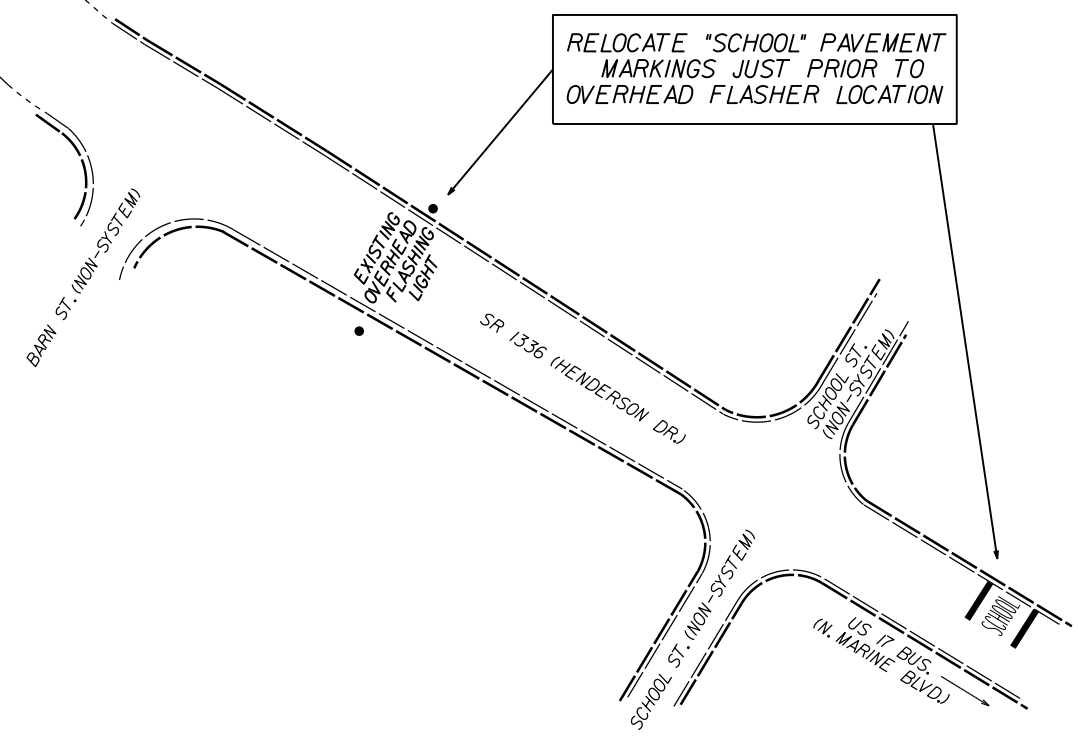 RELOCATE "SCHOOL" PAVEMENT
MARKINGS JUST PRIOR TO
OVERHEAD FLASHER LOCATION
BARN ST. (NON-SYSTEM)
EXISTING
OVERHEAD
FLASHING
LIGHT
SR 1336 (HENDERSON DR.)
SCHOOL ST.
(NON-SYSTEM)
SCHOOL ST. (NON-SYSTEM)
SCHOOL
US 17 BUS.
(N. MARINE BLVD.)